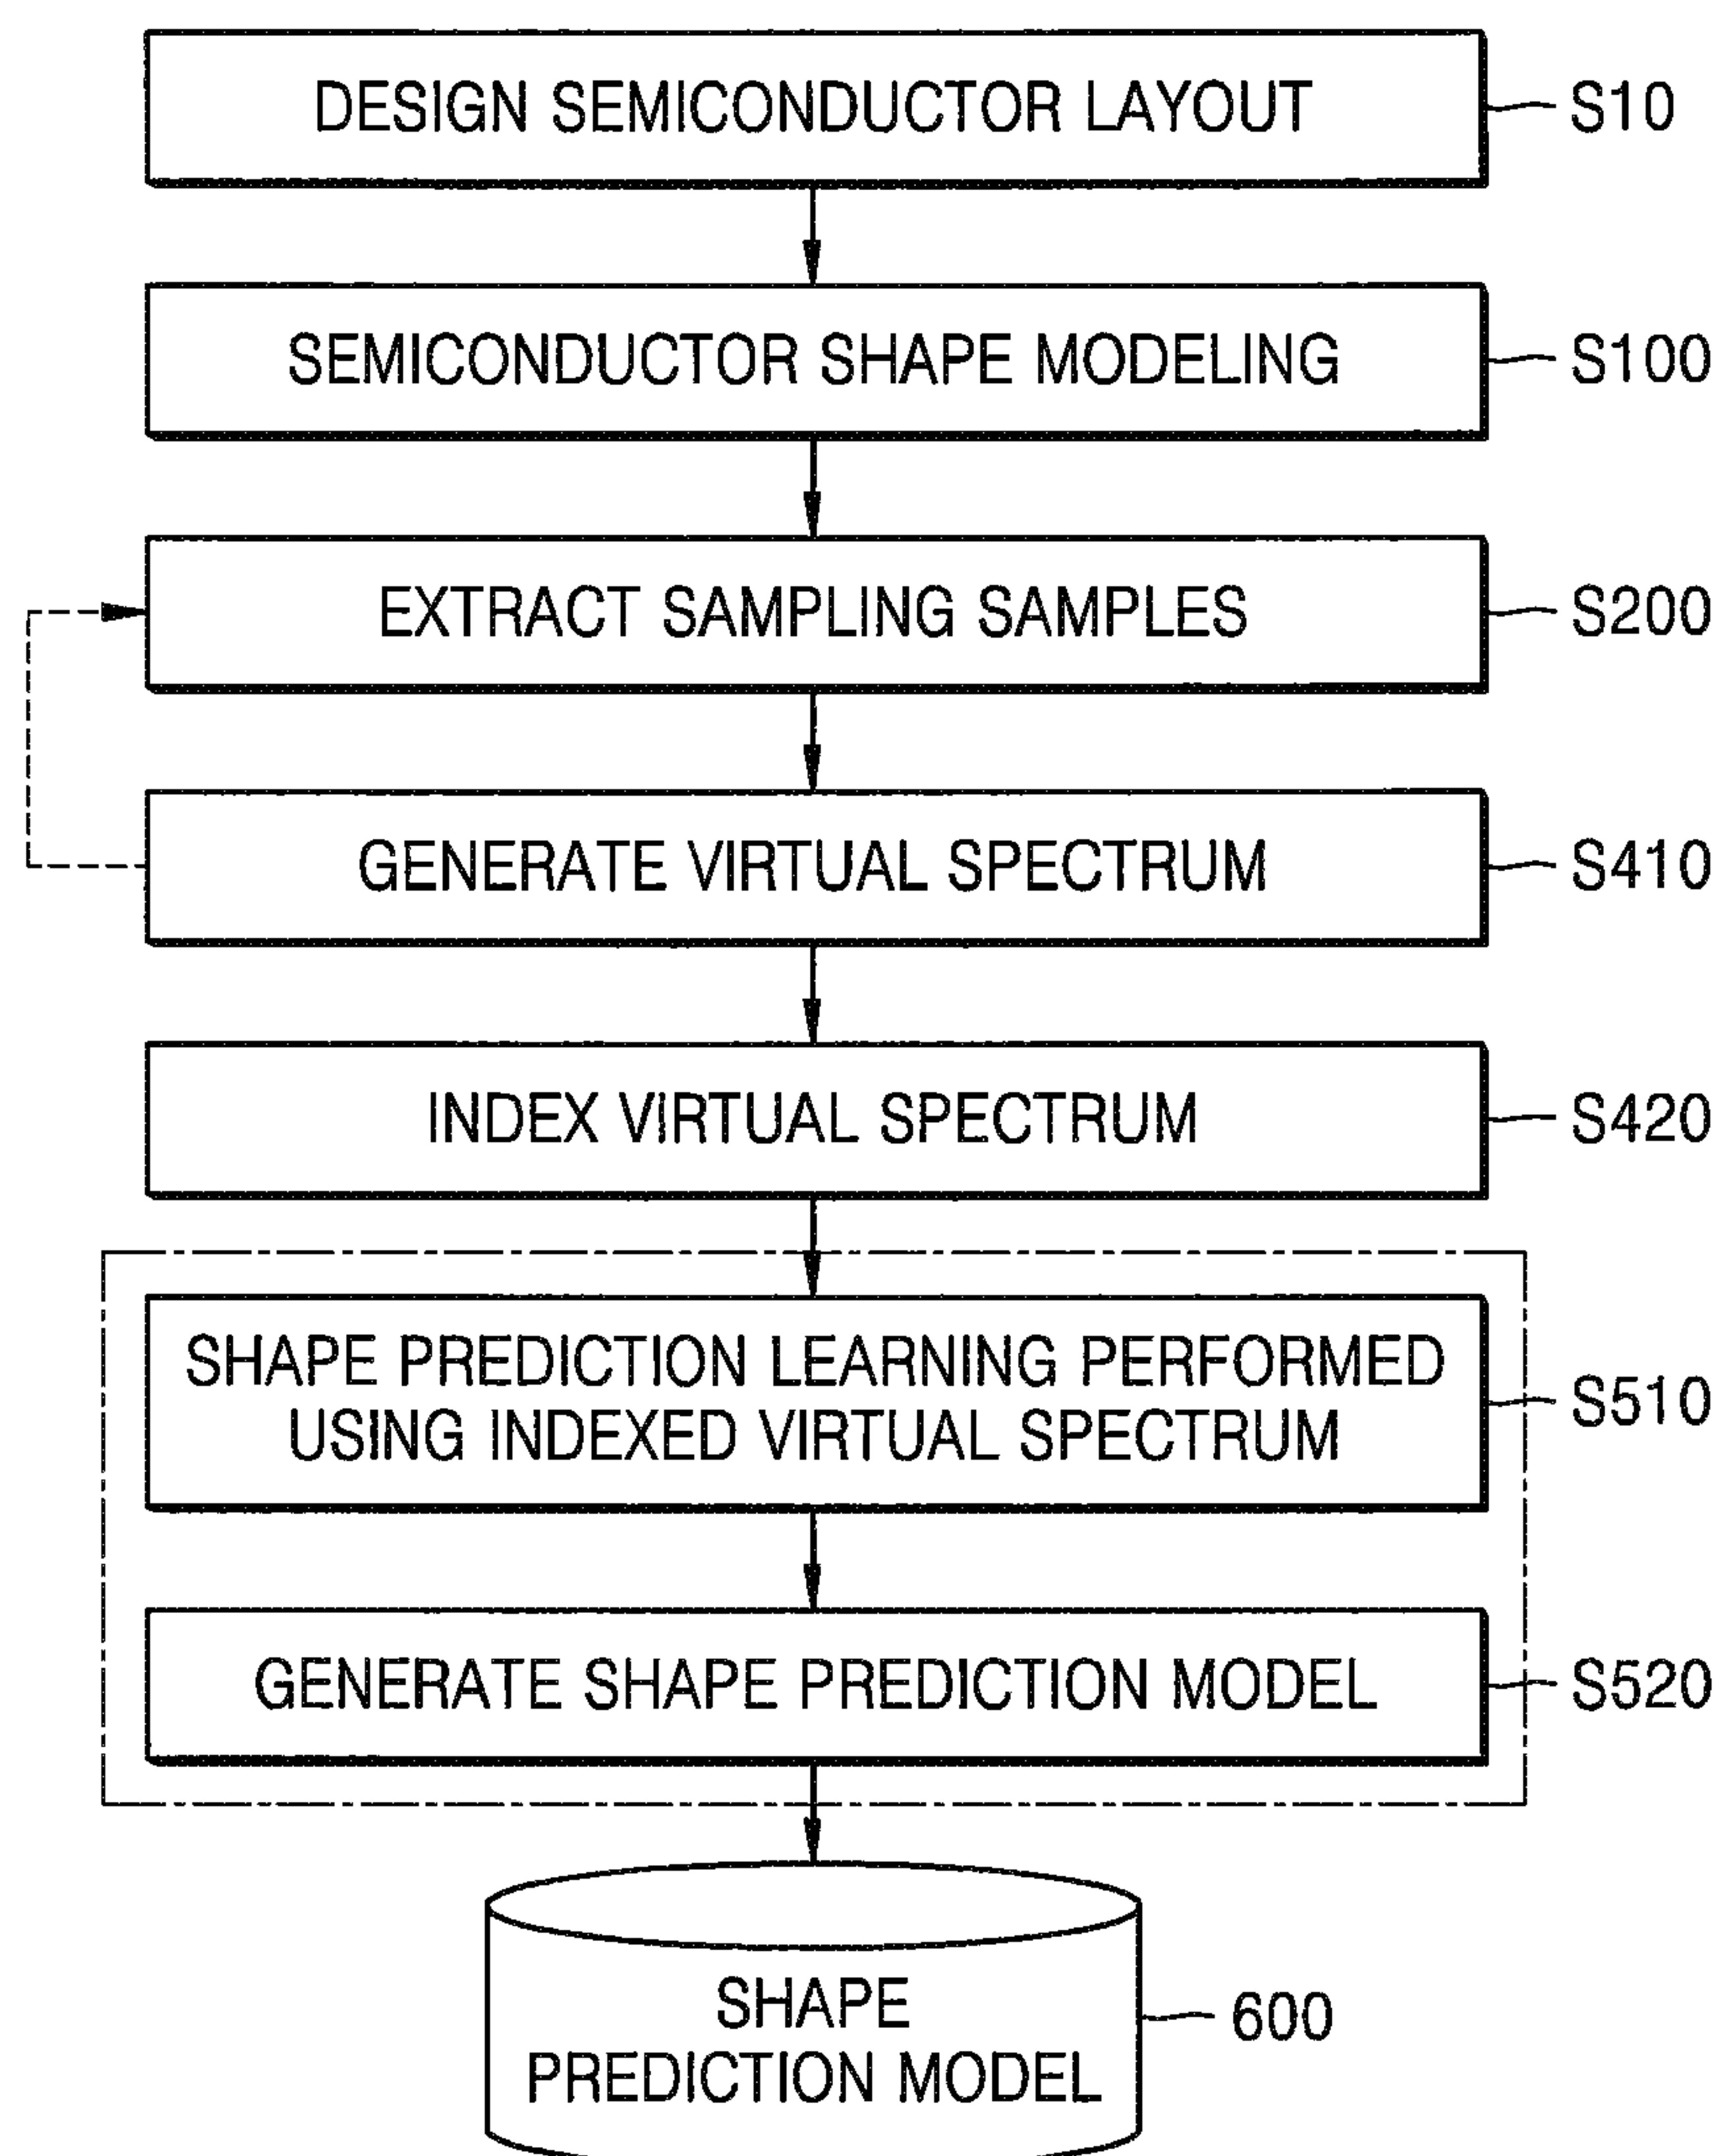 DESIGN SEMICONDUCTOR LAYOUT
S10
SEMICONDUCTOR SHAPE MODELING
S100
EXTRACT SAMPLING SAMPLES
S200
GENERATE VIRTUAL SPECTRUM
S410
INDEX VIRTUAL SPECTRUM
S420
SHAPE PREDICTION LEARNING PERFORMED
USING INDEXED VIRTUAL SPECTRUM
S510
GENERATE SHAPE PREDICTION MODEL
S520
SHAPE
PREDICTION MODEL
600